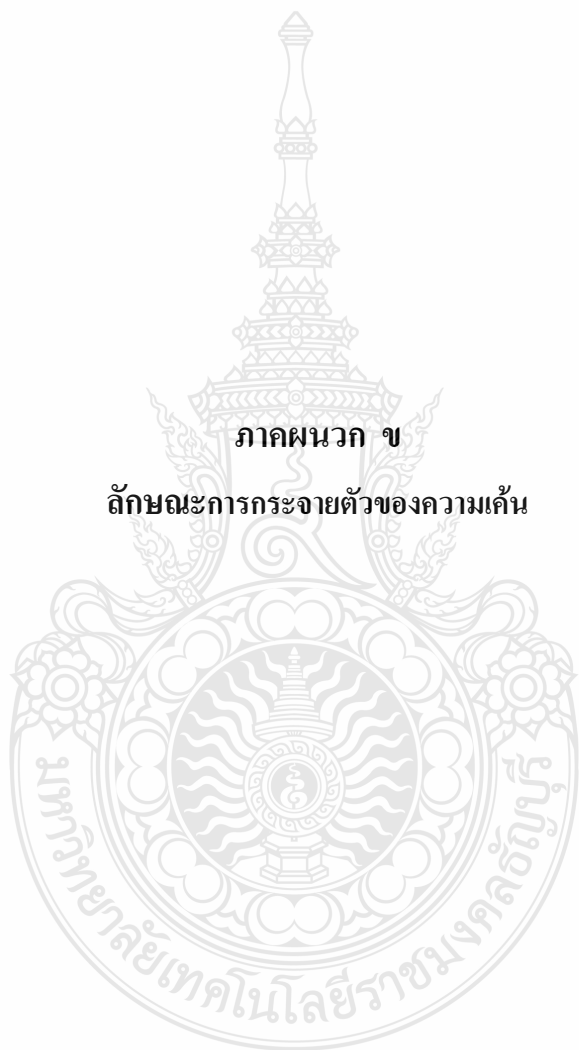 ภาคผนวก ข
ลักษณะการกระจายตัวของความเค้น
มหาวิทยาลัยเทคโนโลยีราชมงคลธัญบุรี